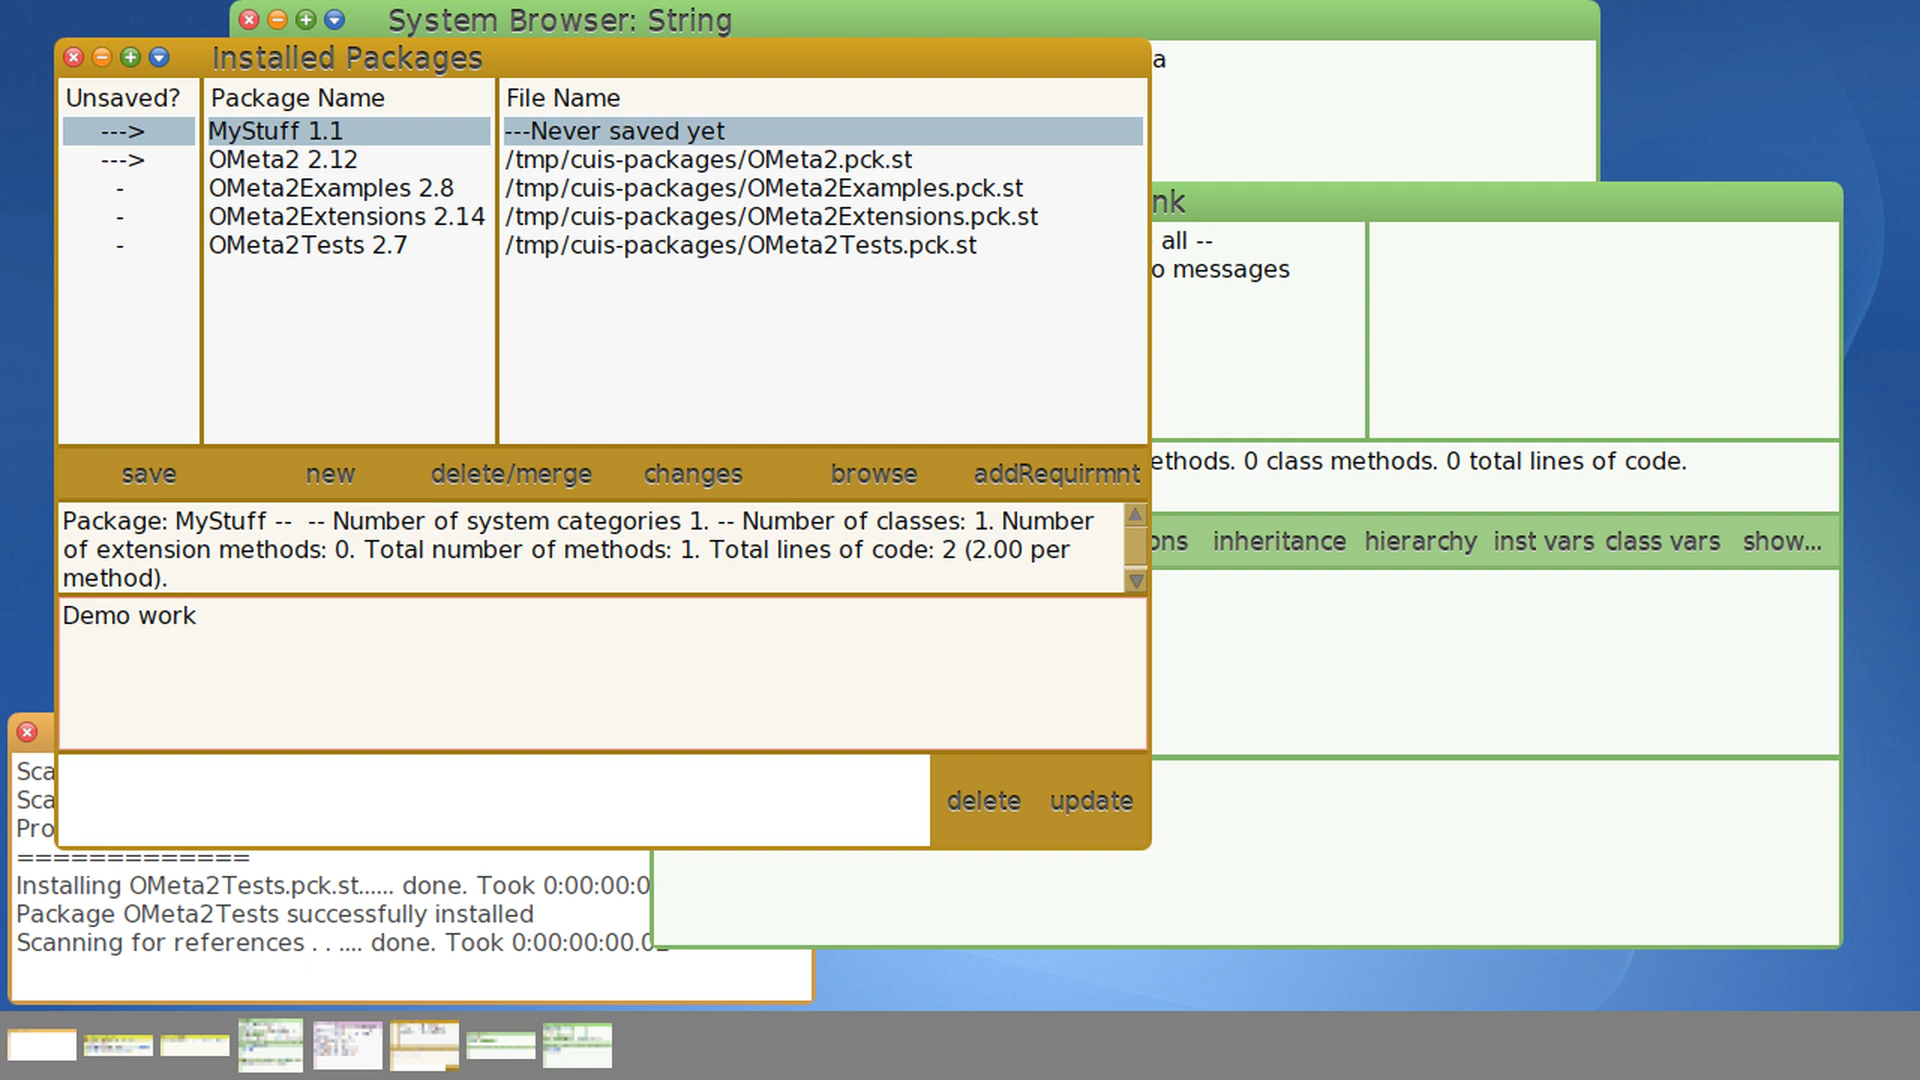 System Browser: String
Installed Packages
a
Unsaved? Package Name File Name
---> MyStuff 1.1 ---Never saved yet
---> OMeta2 2.12 /tmp/cuis-packages/OMeta2.pck.st
- OMeta2Examples 2.8 /tmp/cuis-packages/OMeta2Examples.pck.st
- OMeta2Extensions 2.14 /tmp/cuis-packages/OMeta2Extensions.pck.st
- OMeta2Tests 2.7 /tmp/cuis-packages/OMeta2Tests.pck.st
nk
all --
o messages
save new delete/merge changes browse addRequirmnt
ethods. 0 class methods. 0 total lines of code.
Package: MyStuff --  -- Number of system categories 1. -- Number of classes: 1. Number
of extension methods: 0. Total number of methods: 1. Total lines of code: 2 (2.00 per
method).
ons inheritance hierarchy inst vars class vars show...
Demo work
delete update
Sca
Sca
Pro
=============
Installing OMeta2Tests.pck.st...... done. Took 0:00:00:0
Package OMeta2Tests successfully installed
Scanning for references . . .... done. Took 0:00:00:00.0